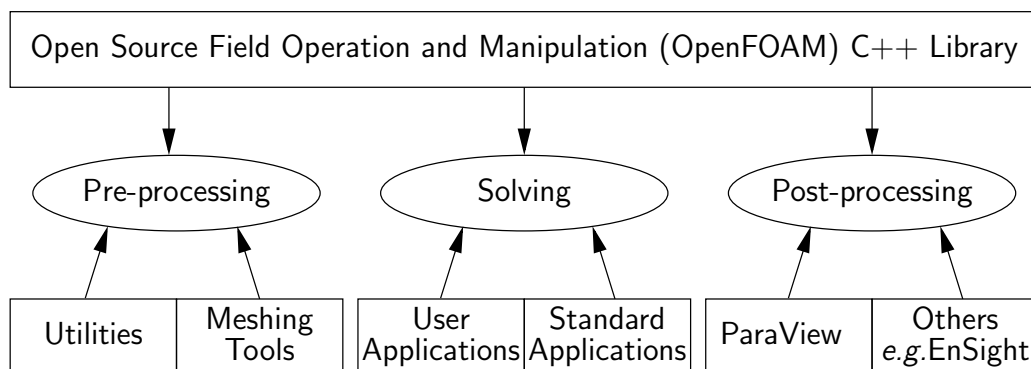 Open Source Field Operation and Manipulation (OpenFOAM) C++ Library
Pre-processing
Solving
Post-processing
Utilities
Meshing
Tools
User
Applications
Standard
Applications
ParaView
Others
e.g.EnSight